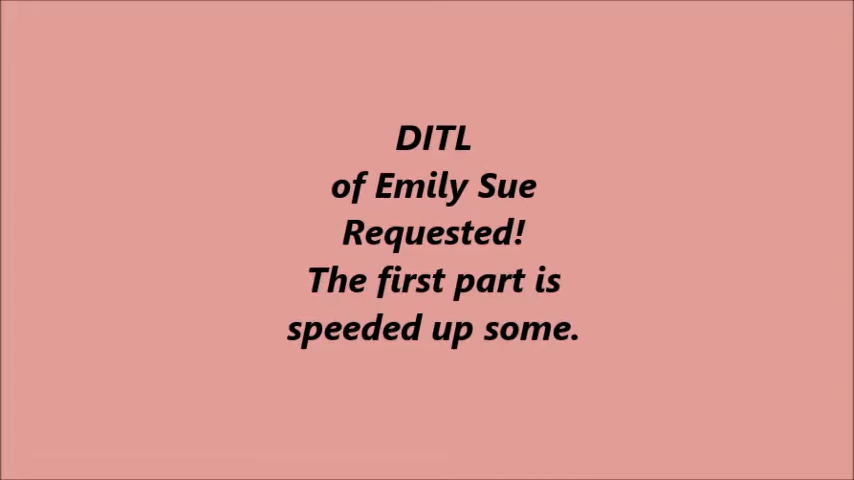 DITL
of Emily Sue
Requested!
The first part is
speeded up some.